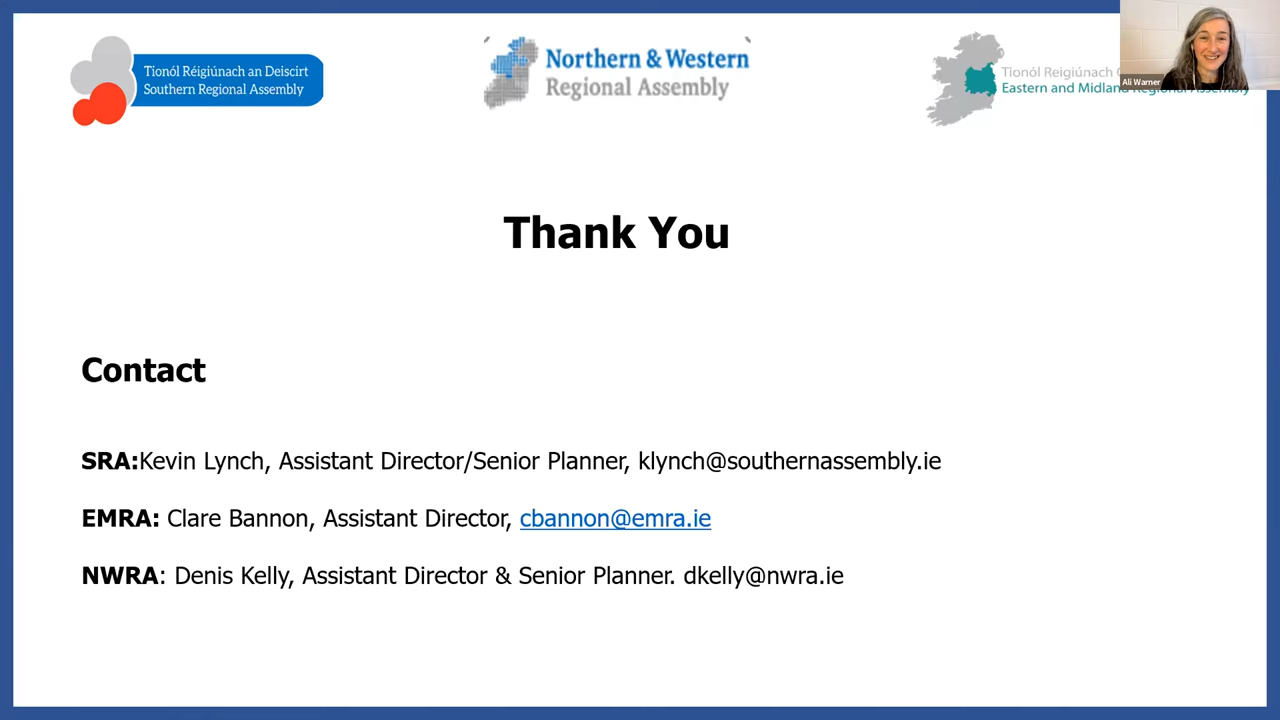 Tionól Réigiúnach an Deiscirt
Southern Regional Assembly
Northern & Western
Regional Assembly
Tionól Reigiúnach
Eastern and Midland Regional Assembly
Ali Warner
Thank You
Contact
SRA:Kevin Lynch, Assistant Director/Senior Planner, klynch@southernassembly.ie
EMRA: Clare Bannon, Assistant Director, cbannon@emra.ie
NWRA: Denis Kelly, Assistant Director & Senior Planner. dkelly@nwra.ie